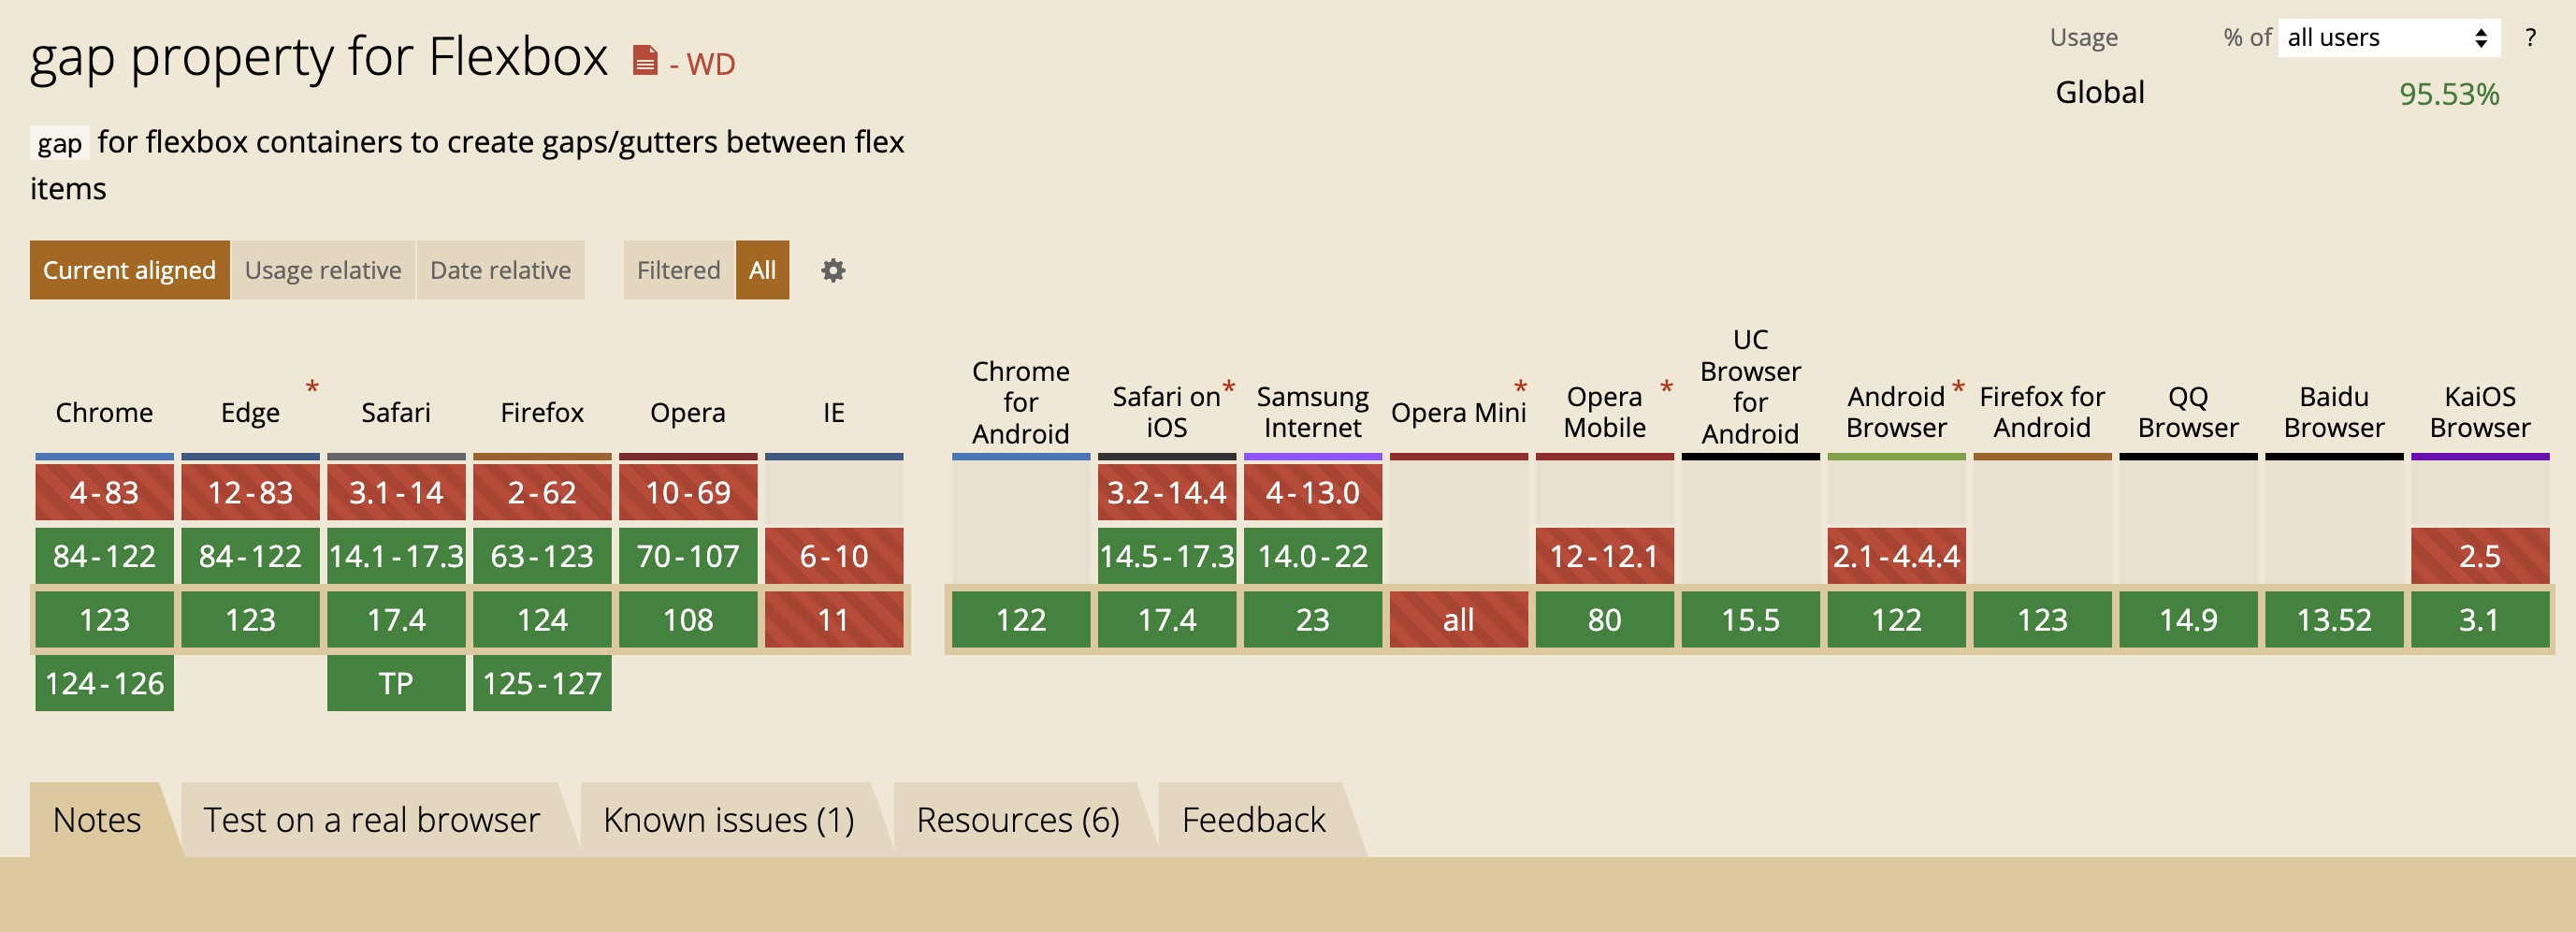 gap property for Flexbox - WD
Usage % of all users ?
Global 95.53%
gap for flexbox containers to create gaps/gutters between flex
items
Current aligned Usage relative Date relative Filtered All
Chrome
Edge *
Safari
Firefox
Opera
IE
Chrome
for
Android
Safari on *
iOS
Samsung
Internet
Opera Mini *
Opera *
Mobile
UC
Browser
for
Android
Android *
Browser
Firefox for
Android
QQ
Browser
Baidu
Browser
KaiOS
Browser
4-83 12-83 3.1-14 2-62 10-69 3.2-14.4 4-13.0
84-122 84-122 14.1-17.3 63-123 70-107 6-10 14.5-17.3 14.0-22 12-12.1 2.1-4.4.4 2.5
123 123 17.4 124 108 11 122 17.4 23 all 80 15.5 122 123 14.9 13.52 3.1
124-126 TP 125-127
Notes Test on a real browser Known issues (1) Resources (6) Feedback